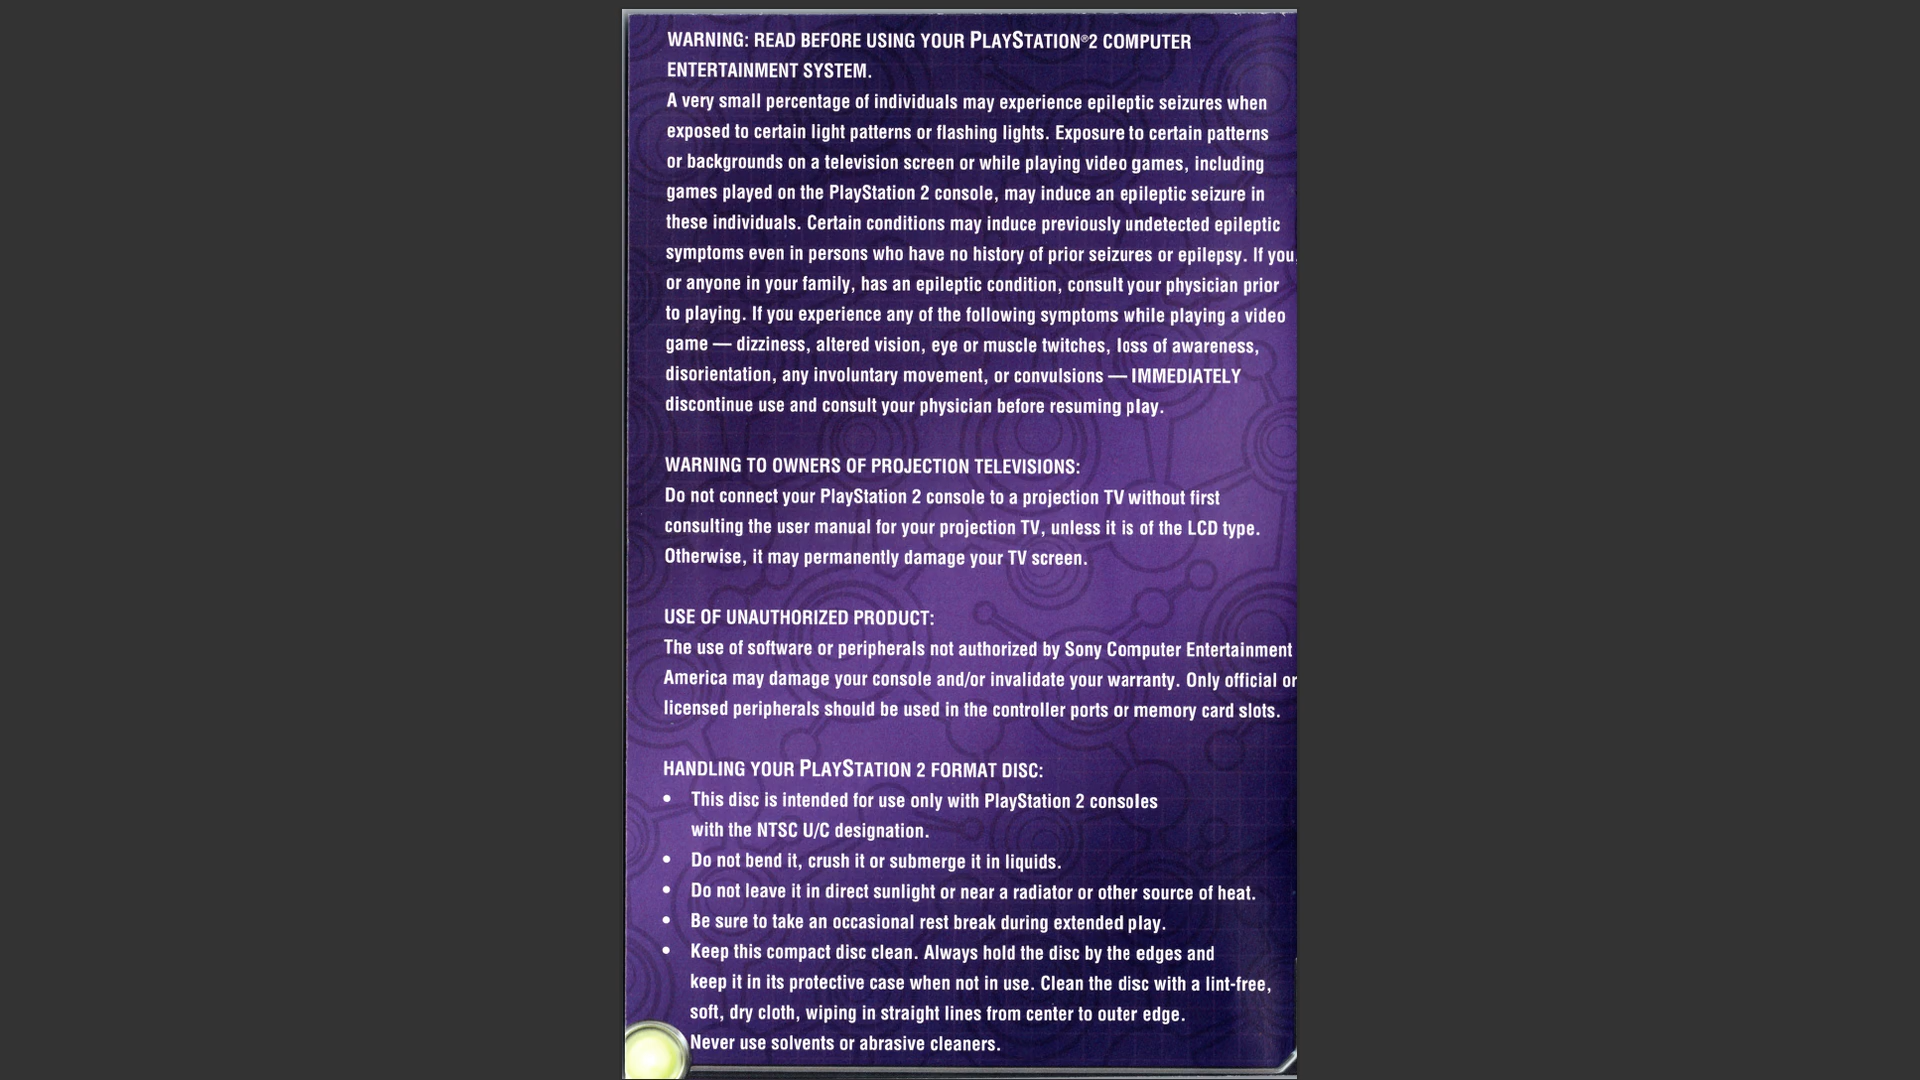 WARNING: READ BEFORE USING YOUR PLAYSTATION®2 COMPUTER
ENTERTAINMENT SYSTEM.
A very small percentage of individuals may experience epileptic seizures when
exposed to certain light patterns or flashing lights. Exposure to certain patterns
or backgrounds on a television screen or while playing video games, including
games played on the PlayStation 2 console, may induce an epileptic seizure in
these individuals. Certain conditions may induce previously undetected epileptic
symptoms even in persons who have no history of prior seizures or epilepsy. If you,
or anyone in your family, has an epileptic condition, consult your physician prior
to playing. If you experience any of the following symptoms while playing a video
game — dizziness, altered vision, eye or muscle twitches, loss of awareness,
disorientation, any involuntary movement, or convulsions — IMMEDIATELY
discontinue use and consult your physician before resuming play.
WARNING TO OWNERS OF PROJECTION TELEVISIONS:
Do not connect your PlayStation 2 console to a projection TV without first
consulting the user manual for your projection TV, unless it is of the LCD type.
Otherwise, it may permanently damage your TV screen.
USE OF UNAUTHORIZED PRODUCT:
The use of software or peripherals not authorized by Sony Computer Entertainment
America may damage your console and/or invalidate your warranty. Only official or
licensed peripherals should be used in the controller ports or memory card slots.
HANDLING YOUR PLAYSTATION 2 FORMAT DISC:
• This disc is intended for use only with PlayStation 2 consoles
with the NTSC U/C designation.
• Do not bend it, crush it or submerge it in liquids.
• Do not leave it in direct sunlight or near a radiator or other source of heat.
• Be sure to take an occasional rest break during extended play.
• Keep this compact disc clean. Always hold the disc by the edges and
keep it in its protective case when not in use. Clean the disc with a lint-free,
soft, dry cloth, wiping in straight lines from center to outer edge.
Never use solvents or abrasive cleaners.